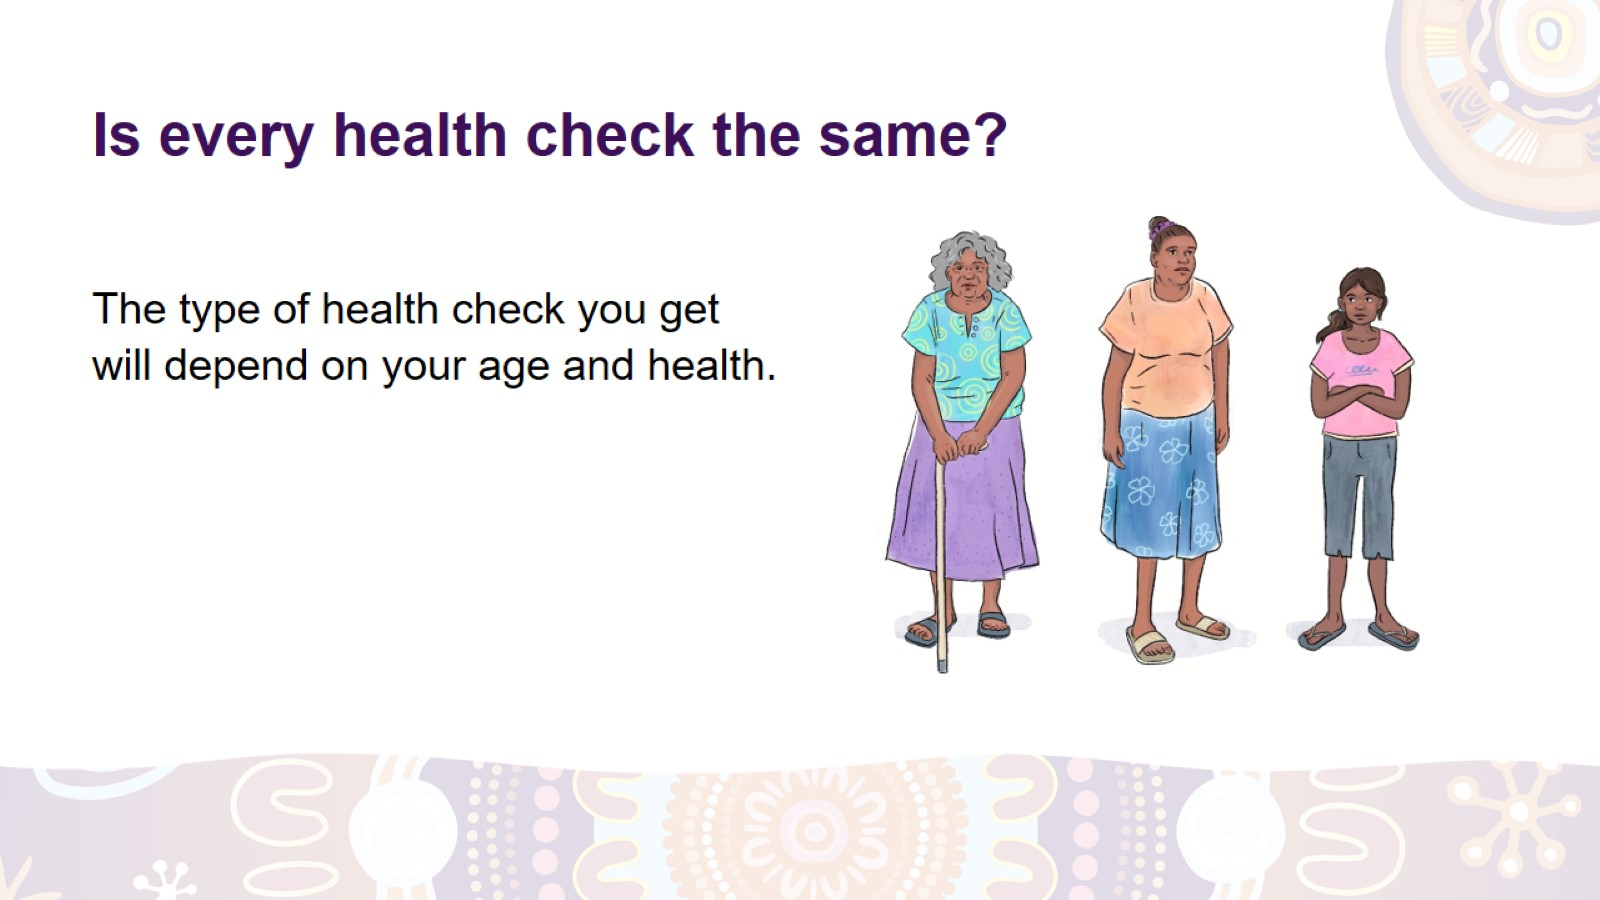 Is every health check the same?
The type of health check you get
will depend on your age and health.